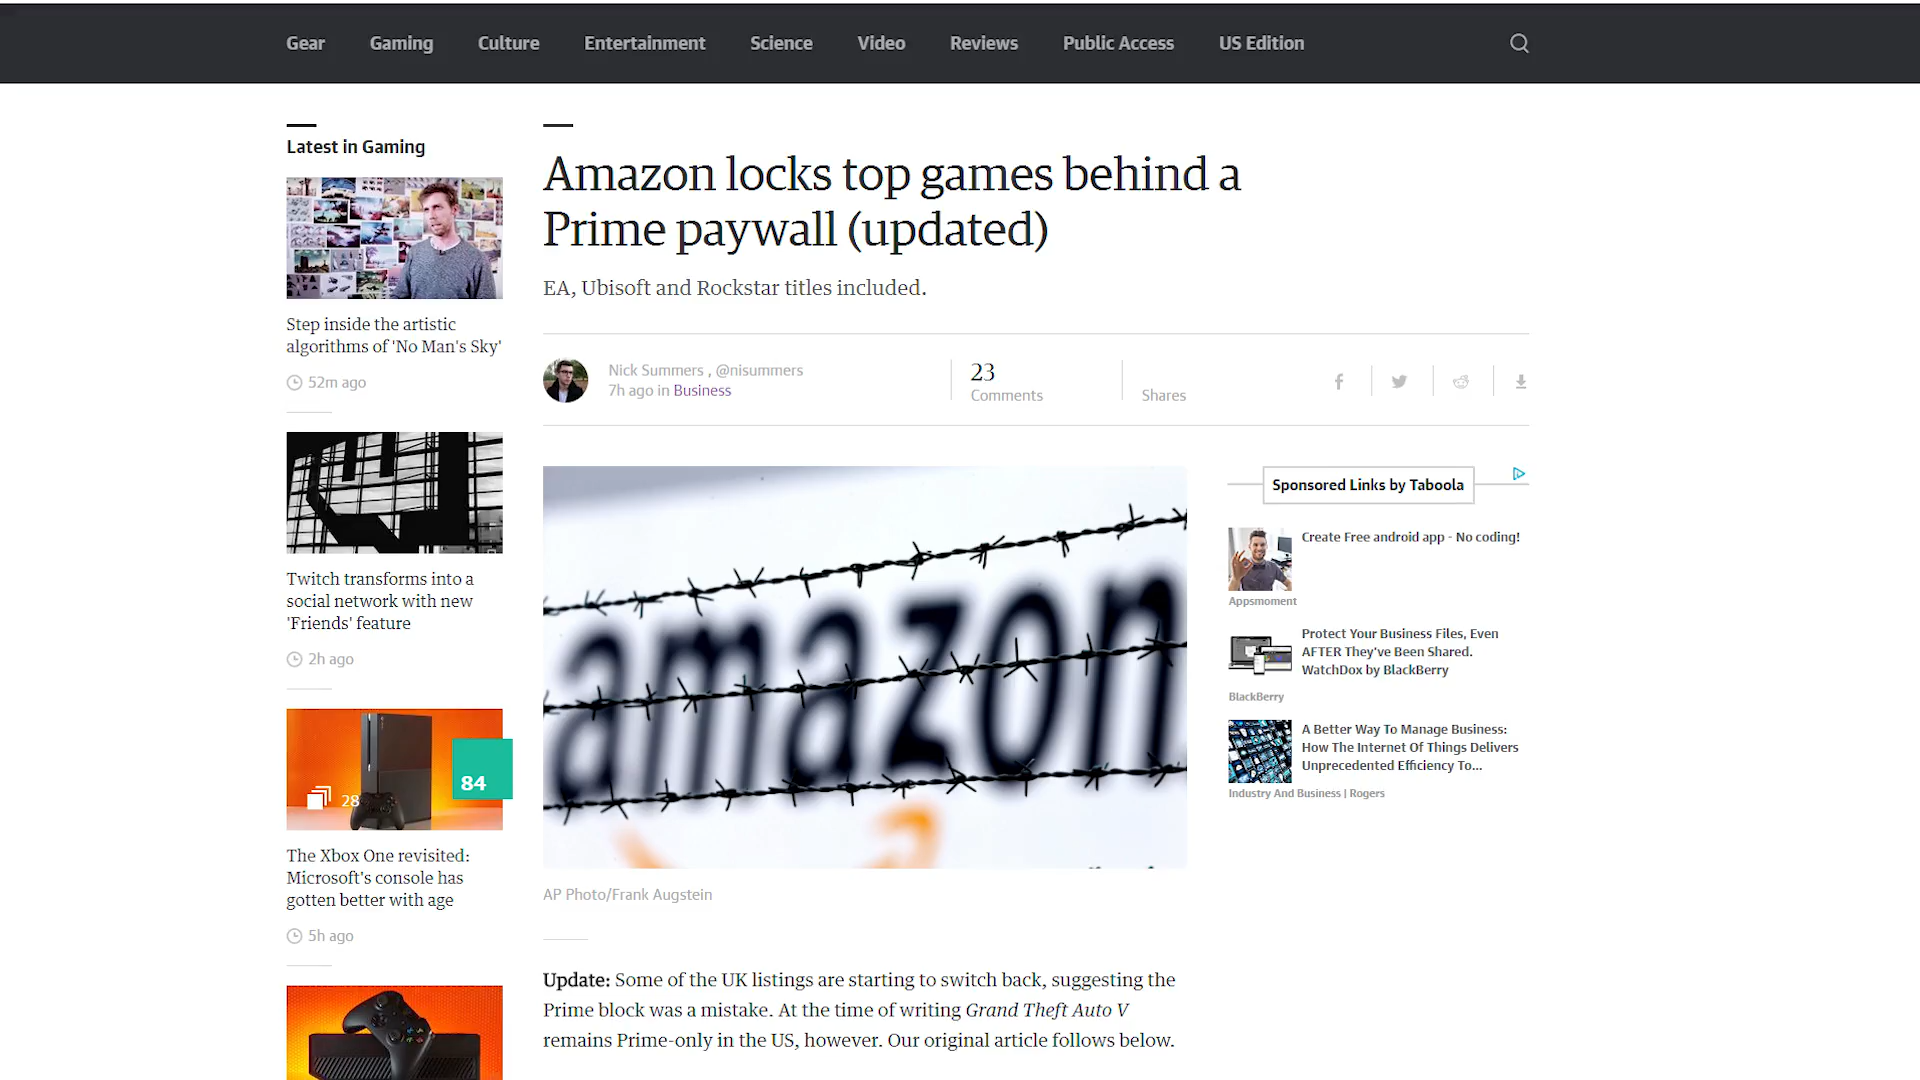 Gear
Gaming
Culture
Entertainment
Science
Video
Reviews
Public Access
US Edition
Latest in Gaming
Step inside the artistic
algorithms of 'No Man's Sky'
52m ago
Twitch transforms into a
social network with new
'Friends' feature
2h ago
28
84
The Xbox One revisited:
Microsoft's console has
gotten better with age
5h ago
Amazon locks top games behind a
Prime paywall (updated)
EA, Ubisoft and Rockstar titles included.
Nick Summers , @nisummers
7h ago in Business
23
Comments
Shares
amazon
AP Photo/Frank Augstein
Update: Some of the UK listings are starting to switch back, suggesting the
Prime block was a mistake. At the time of writing Grand Theft Auto V
remains Prime-only in the US, however. Our original article follows below.
Sponsored Links by Taboola
Create Free android app - No coding!
Appsmoment
Protect Your Business Files, Even
AFTER They've Been Shared.
WatchDox by BlackBerry
BlackBerry
A Better Way To Manage Business:
How The Internet Of Things Delivers
Unprecedented Efficiency To...
Industry And Business | Rogers